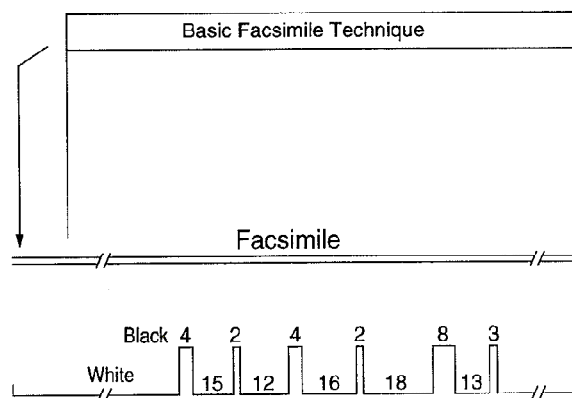 Basic Facsimile Technique
Facsimile
Black 4 2 4 2 8 3
White 15 12 16 18 13